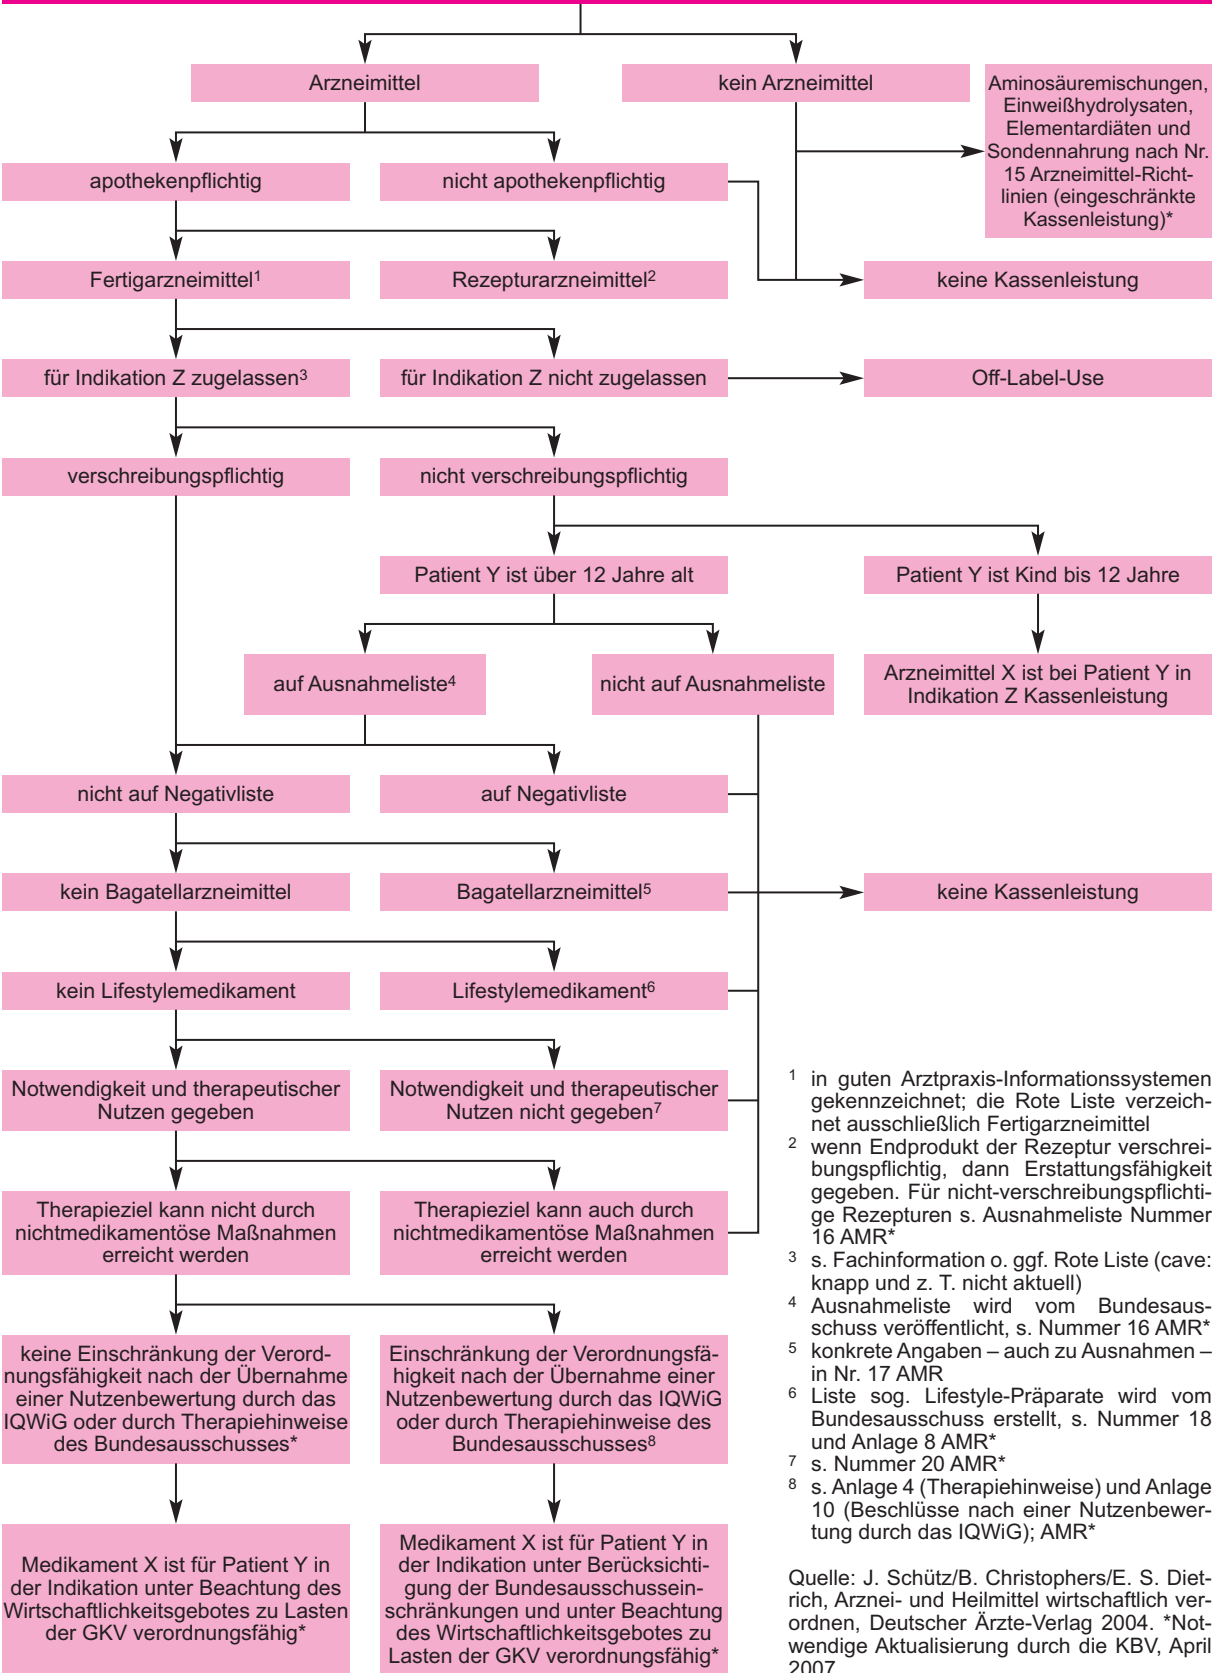 Arzneimittel
kein Arzneimittel
Aminosäuremischungen,
Einweißhydrolysaten,
Elementardiäten und
Sondennahrung nach Nr.
15 Arzneimittel-Richt-
linien (eingeschränkte
Kassenleistung)*
apothekenpflichtig
nicht apothekenpflichtig
Fertigarzneimittel¹
Rezepturarzneimittel²
keine Kassenleistung
für Indikation Z zugelassen³
für Indikation Z nicht zugelassen
Off-Label-Use
verschreibungspflichtig
nicht verschreibungspflichtig
Patient Y ist über 12 Jahre alt
Patient Y ist Kind bis 12 Jahre
auf Ausnahmeliste⁴
nicht auf Ausnahmeliste
Arzneimittel X ist bei Patient Y in
Indikation Z Kassenleistung
nicht auf Negativliste
auf Negativliste
kein Bagatellarzneimittel
Bagatellarzneimittel⁵
keine Kassenleistung
kein Lifestylemedikament
Lifestylemedikament⁶
Notwendigkeit und therapeutischer
Nutzen gegeben
Notwendigkeit und therapeutischer
Nutzen nicht gegeben⁷
Therapieziel kann nicht durch
nichtmedikamentöse Maßnahmen
erreicht werden
Therapieziel kann auch durch
nichtmedikamentöse Maßnahmen
erreicht werden
keine Einschränkung der Verord-
nungsfähigkeit nach der Übernahme
einer Nutzenbewertung durch das
IQWiG oder durch Therapiehinweise
des Bundesausschusses*
Einschränkung der Verordnungsfä-
higkeit nach der Übernahme einer
Nutzenbewertung durch das IQWiG
oder durch Therapiehinweise des
Bundesausschusses⁸
Medikament X ist für Patient Y in
der Indikation unter Beachtung des
Wirtschaftlichkeitsgebotes zu Lasten
der GKV verordnungsfähig*
Medikament X ist für Patient Y in
der Indikation unter Berücksichti-
gung der Bundesausschussein-
schränkungen und unter Beachtung
des Wirtschaftlichkeitsgebotes zu
Lasten der GKV verordnungsfähig*
¹ in guten Arztpraxis-Informationssystemen
gekennzeichnet; die Rote Liste verzeich-
net ausschließlich Fertigarzneimittel
² wenn Endprodukt der Rezeptur verschrei-
bungspflichtig, dann Erstattungsfähigkeit
gegeben. Für nicht-verschreibungspflichti-
ge Rezepturen s. Ausnahmeliste Nummer
16 AMR*
³ s. Fachinformation o. ggf. Rote Liste (cave:
knapp und z. T. nicht aktuell)
⁴ Ausnahmeliste wird vom Bundesaus-
schuss veröffentlicht, s. Nummer 16 AMR*
⁵ konkrete Angaben – auch zu Ausnahmen –
in Nr. 17 AMR
⁶ Liste sog. Lifestyle-Präparate wird vom
Bundesausschuss erstellt, s. Nummer 18
und Anlage 8 AMR*
⁷ s. Nummer 20 AMR*
⁸ s. Anlage 4 (Therapiehinweise) und Anlage
10 (Beschlüsse nach einer Nutzenbewer-
tung durch das IQWiG); AMR*
Quelle: J. Schütz/B. Christophers/E. S. Diet-
rich, Arznei- und Heilmittel wirtschaftlich ver-
ordnen, Deutscher Ärzte-Verlag 2004. *Not-
wendige Aktualisierung durch die KBV, April
2007